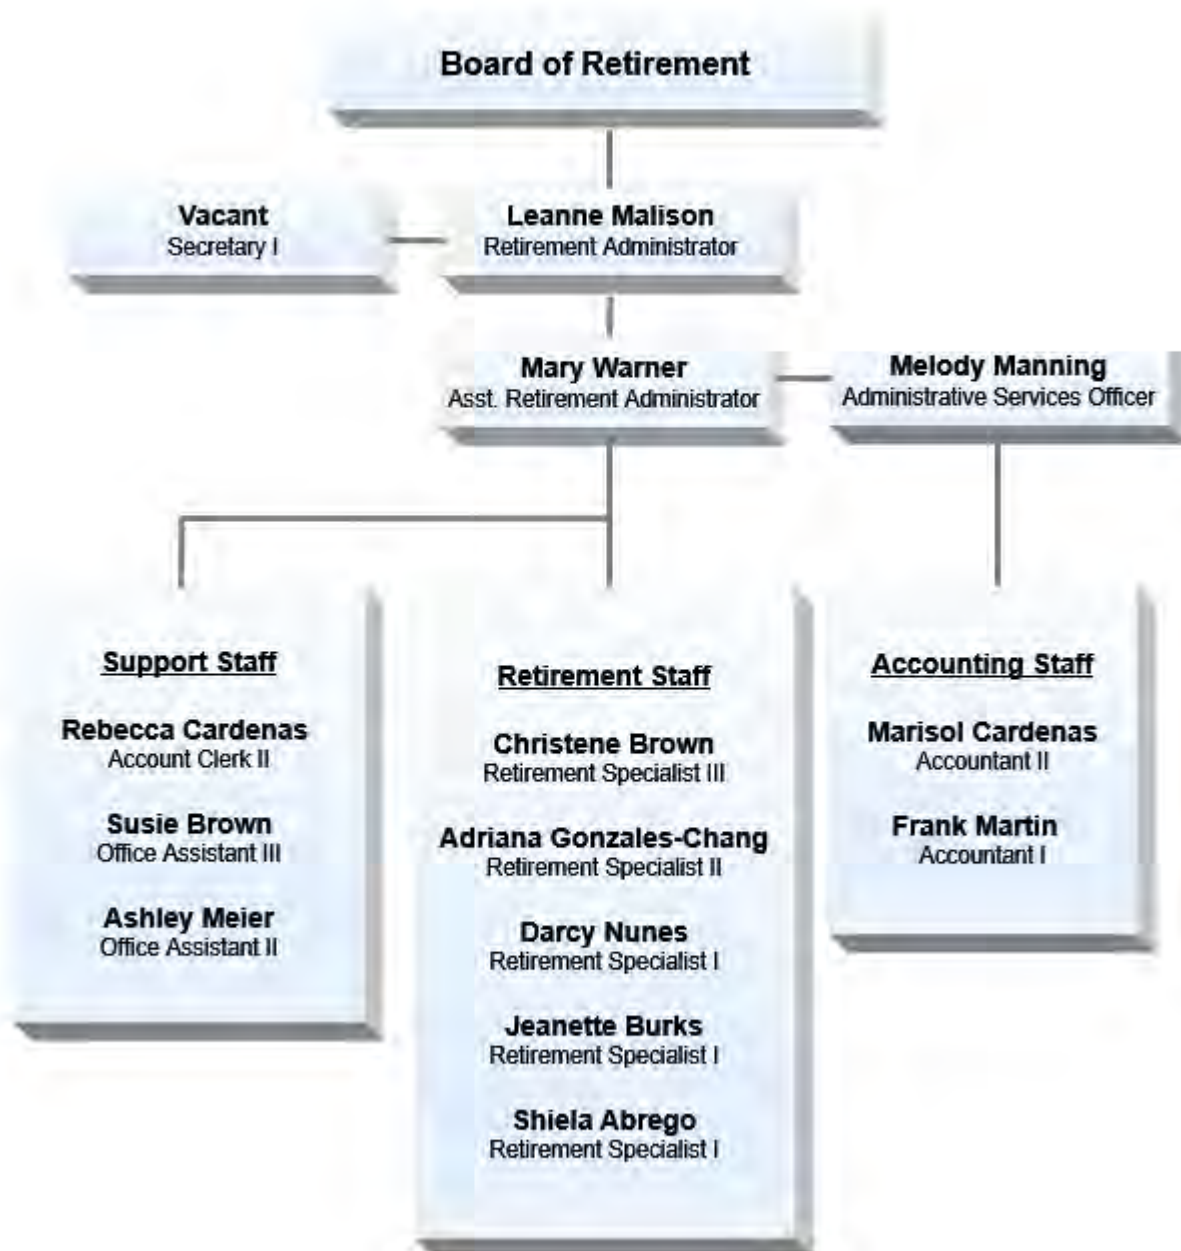 Board of Retirement
Vacant
Secretary I
Leanne Malison
Retirement Administrator
Mary Warner
Asst. Retirement Administrator
Melody Manning
Administrative Services Officer
Support Staff
Rebecca Cardenas
Account Clerk II
Susie Brown
Office Assistant III
Ashley Meier
Office Assistant II
Retirement Staff
Christene Brown
Retirement Specialist III
Adriana Gonzales-Chang
Retirement Specialist II
Darcy Nunes
Retirement Specialist I
Jeanette Burks
Retirement Specialist I
Shiela Abrego
Retirement Specialist I
Accounting Staff
Marisol Cardenas
Accountant II
Frank Martin
Accountant I